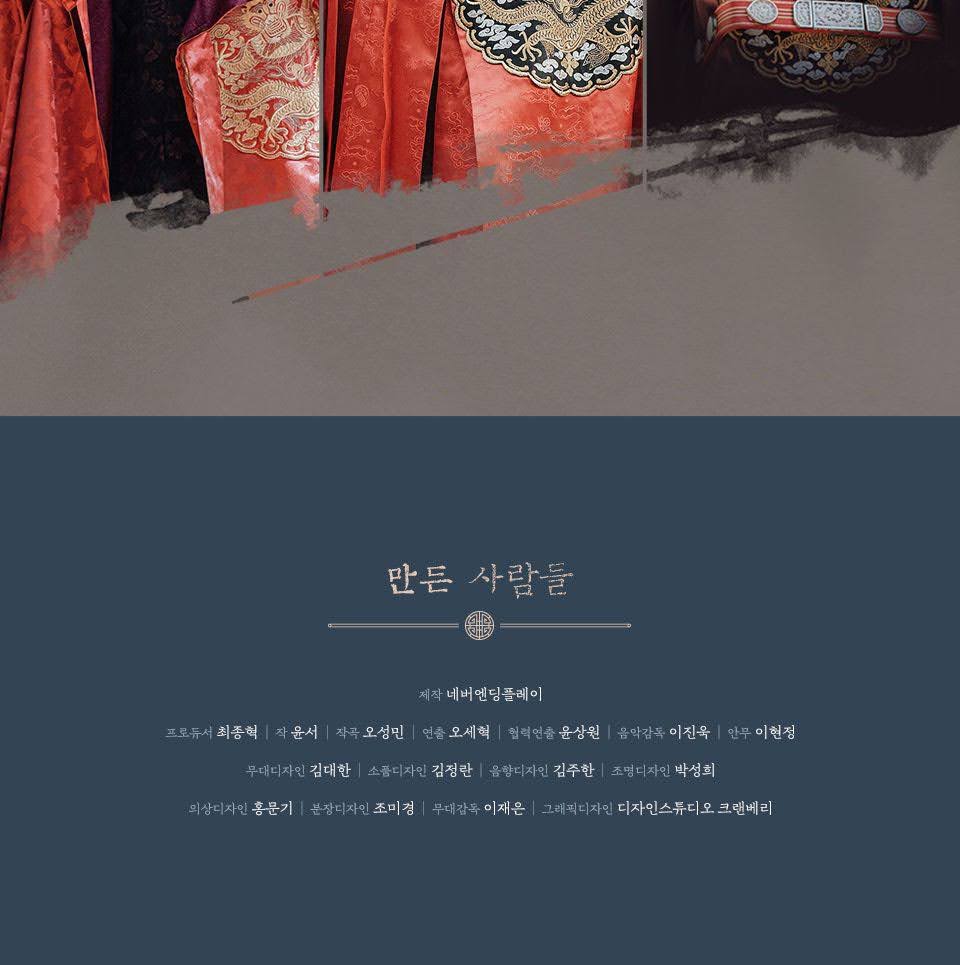 만든 사람들
제작 네버엔딩플레이
프로듀서 최종혁 | 작 윤서 | 작곡 오성민 | 연출 오세혁 | 협력연출 윤상원 | 음악감독 이진욱 | 안무 이현정
무대디자인 김대한 | 소품디자인 김정란 | 음향디자인 김주한 | 조명디자인 박성희
의상디자인 홍문기 | 분장디자인 조미경 | 무대감독 이재은 | 그래픽디자인 디자인스튜디오 크랜베리